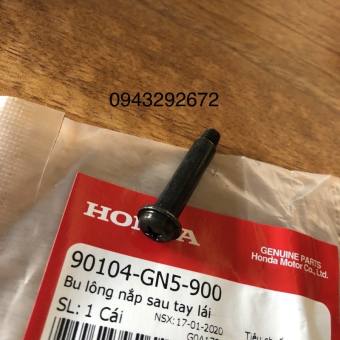 0943292672
HONDA
GENUINE PARTS
Honda Motor Co., Ltd.
90104-GN5-900
Bu lông nắp sau tay lái
SL: 1 Cái
NSX: 17-01-2020
Tiêu